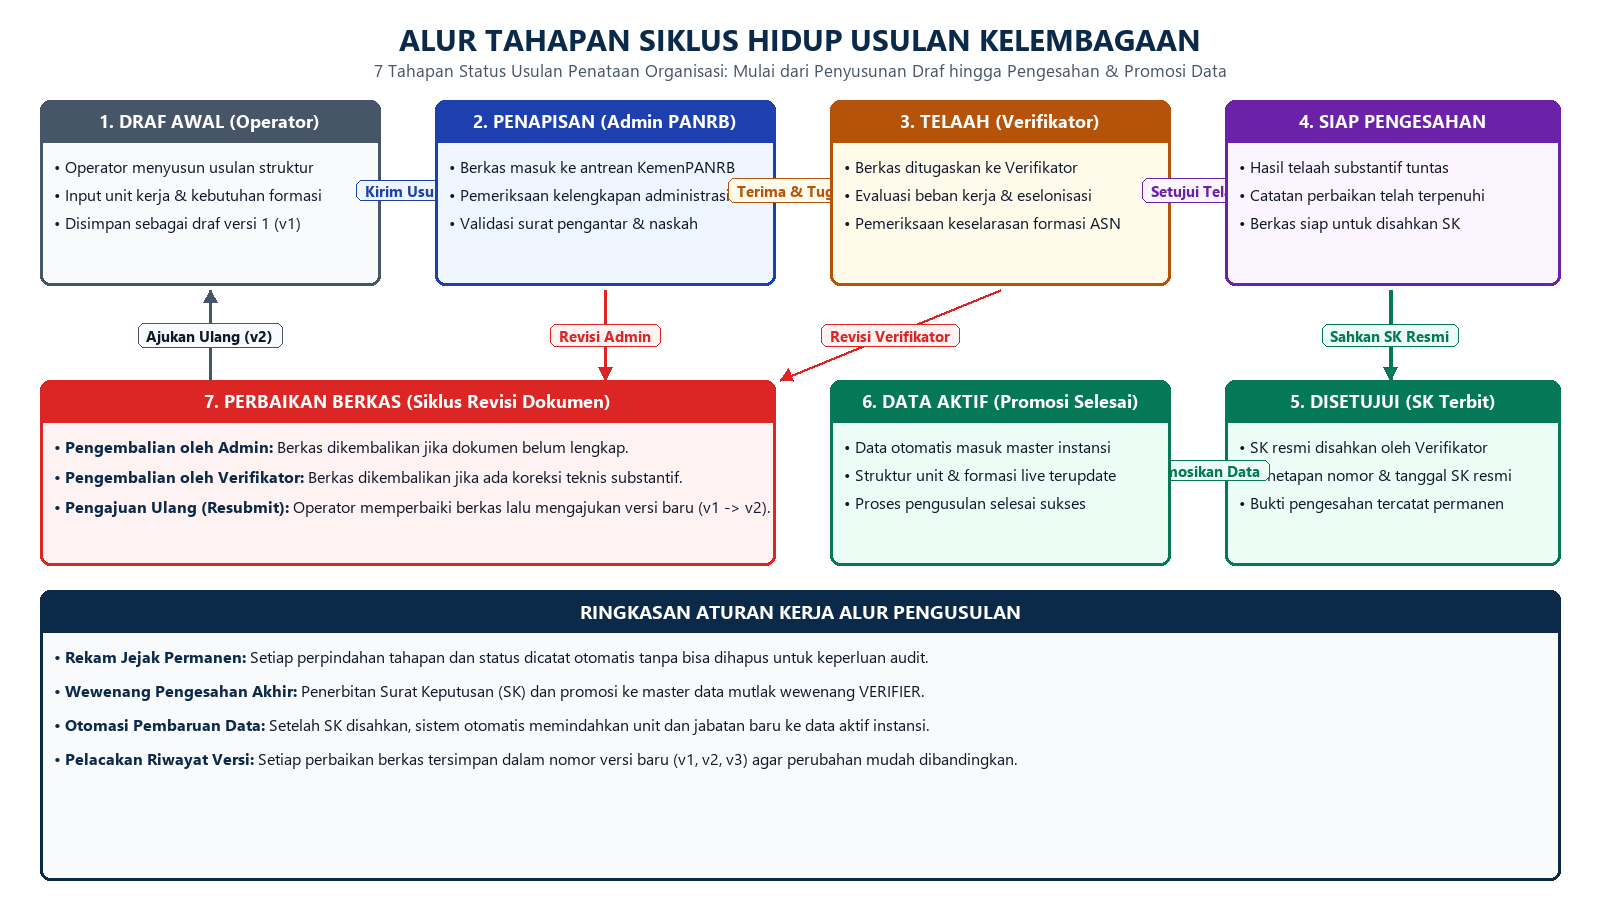 ALUR TAHAPAN SIKLUS HIDUP USULAN KELEMBAGAAN
7 Tahapan Status Usulan Penataan Organisasi: Mulai dari Penyusunan Draf hingga Pengesahan & Promosi Data
1. DRAF AWAL (Operator)
• Operator menyusun usulan struktur
• Input unit kerja & kebutuhan formasi
• Disimpan sebagai draf versi 1 (v1)
Kirim
2. PENAPISAN (Admin PANRB)
• Berkas masuk ke antrean KemenPANRB
• Pemeriksaan kelengkapan administrasi
• Validasi surat pengantar & naskah
Terima &
3. TELAAH (Verifikator)
• Berkas ditugaskan ke Verifikator
• Evaluasi beban kerja & eselonisasi
• Pemeriksaan keselarasan formasi ASN
Setujui
4. SIAP PENGESAHAN
• Hasil telaah substantif tuntas
• Catatan perbaikan telah terpenuhi
• Berkas siap untuk disahkan SK
Ajukan Ulang (v2)
Revisi Admin
Revisi Verifikator
Sahkan SK Resmi
7. PERBAIKAN BERKAS (Siklus Revisi Dokumen)
• Pengembalian oleh Admin: Berkas dikembalikan jika dokumen belum lengkap.
• Pengembalian oleh Verifikator: Berkas dikembalikan jika ada koreksi teknis substantif.
• Pengajuan Ulang (Resubmit): Operator memperbaiki berkas lalu mengajukan versi baru (v1 -> v2).
6. DATA AKTIF (Promosi Selesai)
• Data otomatis masuk master instansi
• Struktur unit & formasi live terupdate
• Proses pengusulan selesai sukses
Data
5. DISETUJUI (SK Terbit)
• SK resmi disahkan oleh Verifikator
nomor & tanggal SK resmi
• Bukti pengesahan tercatat permanen
RINGKASAN ATURAN KERJA ALUR PENGUSULAN
• Rekam Jejak Permanen: Setiap perpindahan tahapan dan status dicatat otomatis tanpa bisa dihapus untuk keperluan audit.
• Wewenang Pengesahan Akhir: Penerbitan Surat Keputusan (SK) dan promosi ke master data mutlak wewenang VERIFIER.
• Otomasi Pembaruan Data: Setelah SK disahkan, sistem otomatis memindahkan unit dan jabatan baru ke data aktif instansi.
• Pelacakan Riwayat Versi: Setiap perbaikan berkas tersimpan dalam nomor versi baru (v1, v2, v3) agar perubahan mudah dibandingkan.